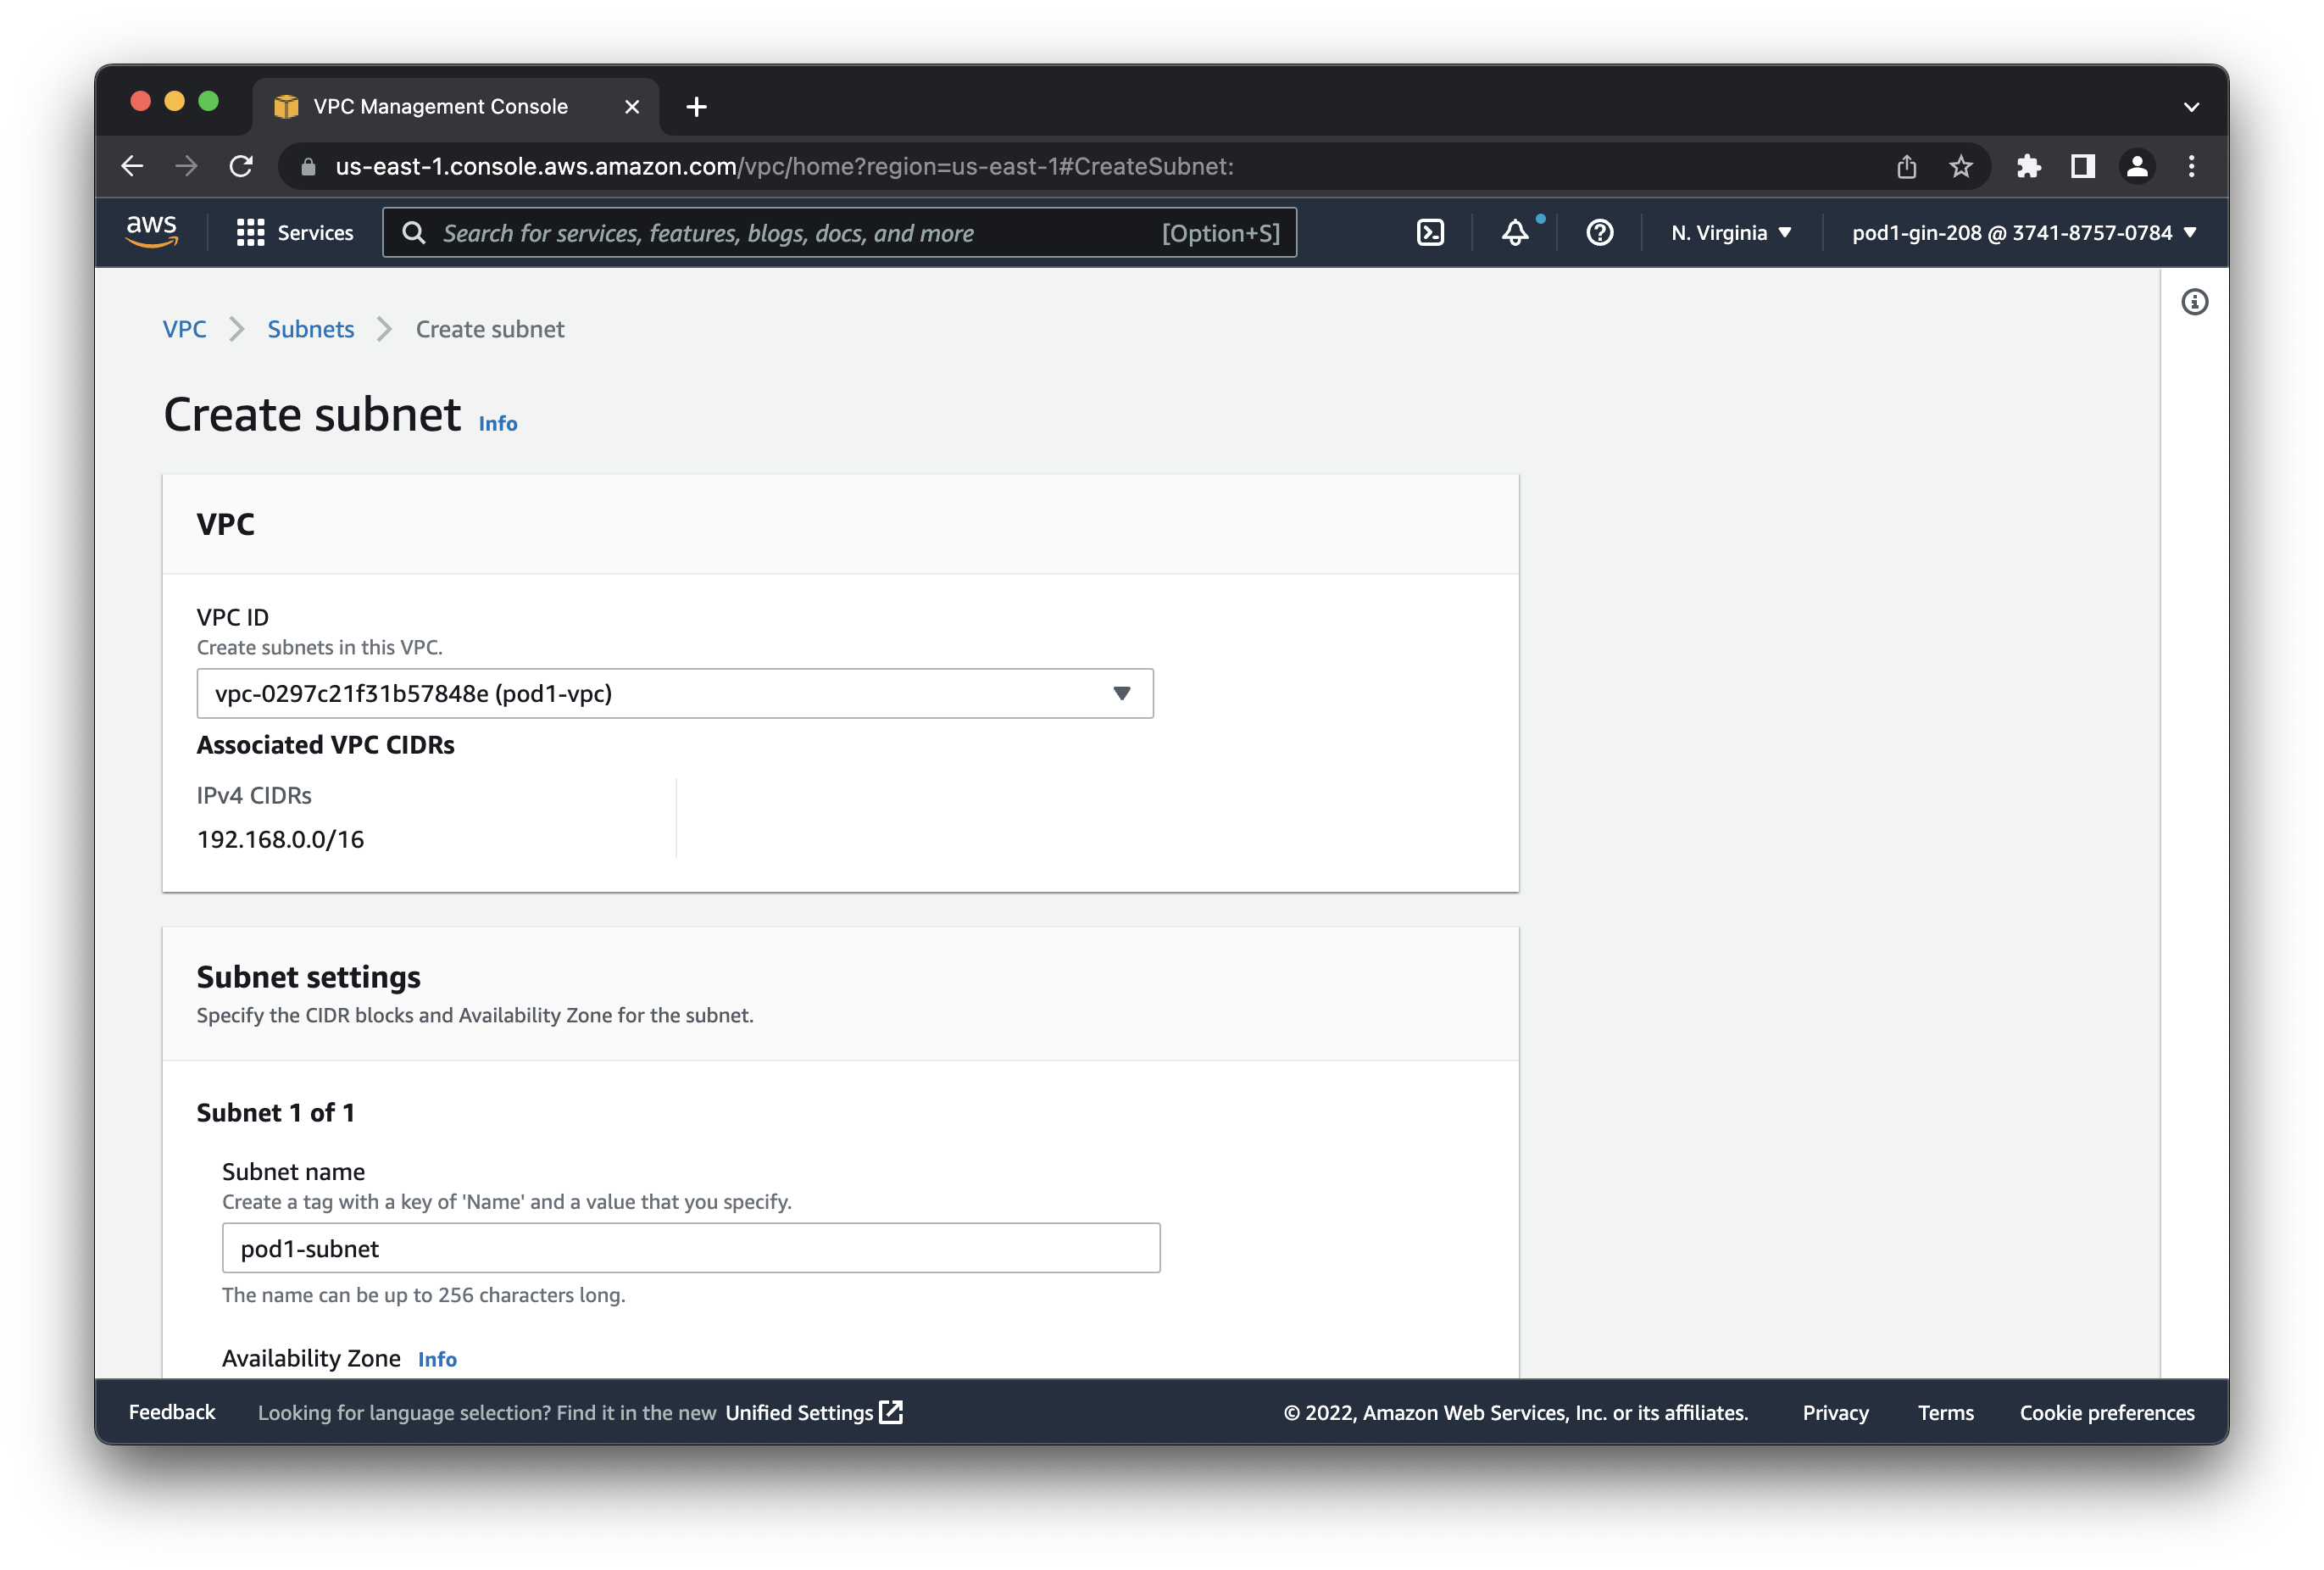 VPC Management Console
us-east-1.console.aws.amazon.com/vpc/home?region=us-east-1#CreateSubnet:
aws Services Search for services, features, blogs, docs, and more [Option+S] N. Virginia pod1-gin-208 @ 3741-8757-0784
VPC Subnets Create subnet
Create subnet Info
VPC
VPC ID
Create subnets in this VPC.
vpc-0297c21f31b57848e (pod1-vpc)
Associated VPC CIDRs
IPv4 CIDRs
192.168.0.0/16
Subnet settings
Specify the CIDR blocks and Availability Zone for the subnet.
Subnet 1 of 1
Subnet name
Create a tag with a key of 'Name' and a value that you specify.
pod1-subnet
The name can be up to 256 characters long.
Availability Zone Info
Feedback Looking for language selection? Find it in the new Unified Settings © 2022, Amazon Web Services, Inc. or its affiliates. Privacy Terms Cookie preferences